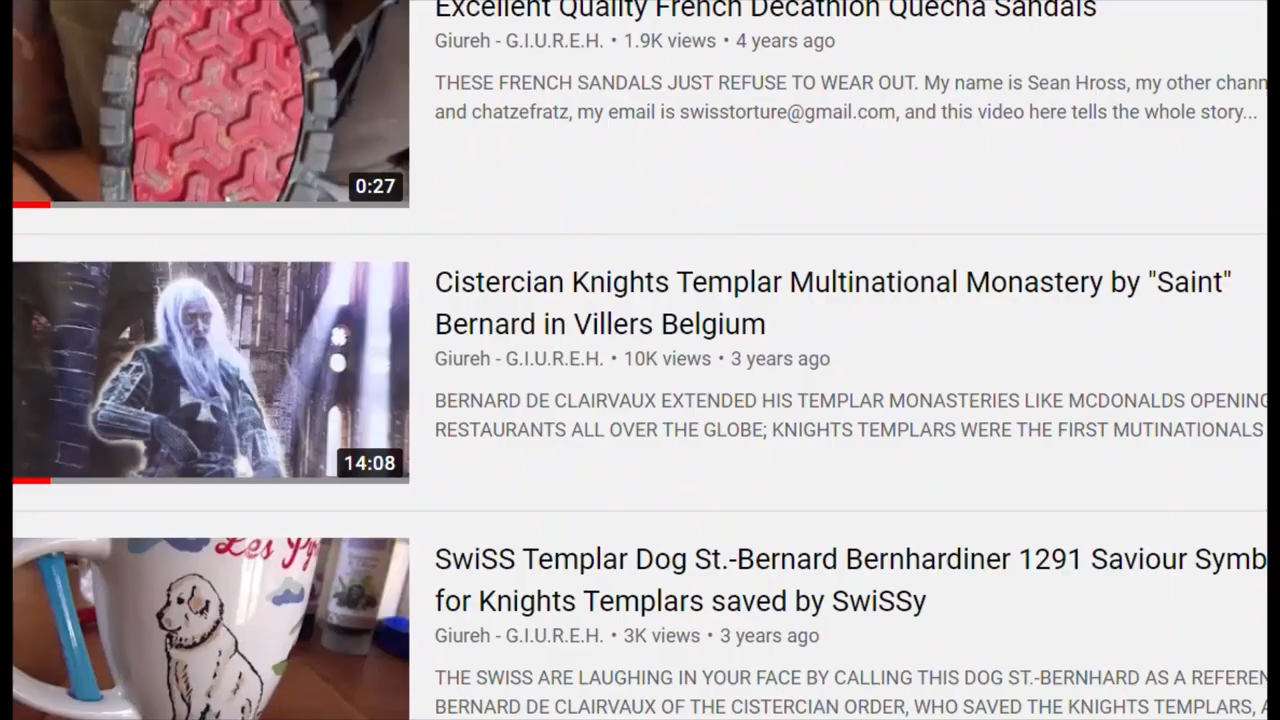 Excellent Quality French Decathlon Quecha Sandals
Giureh - G.I.U.R.E.H. • 1.9K views • 4 years ago
THESE FRENCH SANDALS JUST REFUSE TO WEAR OUT. My name is Sean Hross, my other chann
and chatzefratz, my email is swisstorture@gmail.com, and this video here tells the whole story...
0:27
Cistercian Knights Templar Multinational Monastery by "Saint"
Bernard in Villers Belgium
Giureh - G.I.U.R.E.H. • 10K views • 3 years ago
BERNARD DE CLAIRVAUX EXTENDED HIS TEMPLAR MONASTERIES LIKE MCDONALDS OPENING
RESTAURANTS ALL OVER THE GLOBE; KNIGHTS TEMPLARS WERE THE FIRST MUTINATIONALS
14:08
Les Py
SwiSS Templar Dog St.-Bernard Bernhardiner 1291 Saviour Symb
for Knights Templars saved by SwiSSy
Giureh - G.I.U.R.E.H. • 3K views • 3 years ago
THE SWISS ARE LAUGHING IN YOUR FACE BY CALLING THIS DOG ST.-BERNHARD AS A REFEREN
BERNARD DE CLAIRVAUX OF THE CISTERCIAN ORDER, WHO SAVED THE KNIGHTS TEMPLARS, A